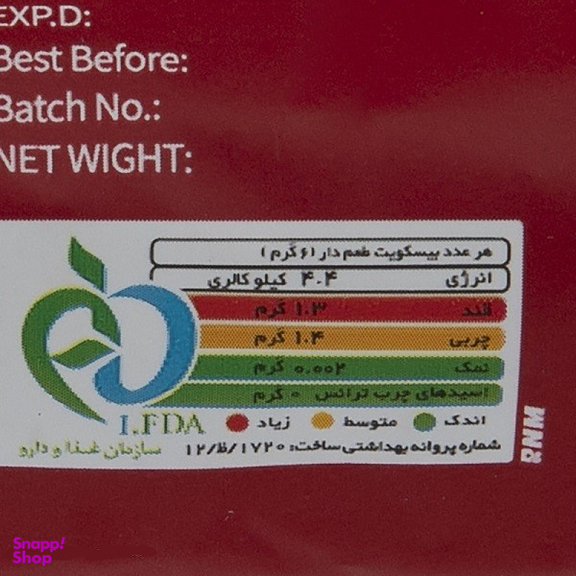 EXP.D:
Best Before:
Batch No.:
NET WIGHT:
هر عدد بیسکویت طعم دار (۶ گرم)
انرژی ۴.۴ کیلو کالری
قند ۱.۳ گرم
چربی ۱.۴ گرم
نمک ۰.۰۰۲ گرم
اسیدهای چرب ترانس ۰ گرم
اندک متوسط زیاد
I.FDA
شماره پروانه بهداشتی ساخت: ۱۲/ظ/۱۷۲۰
سازمان غذا و دارو
RNM
Snapp!
Shop